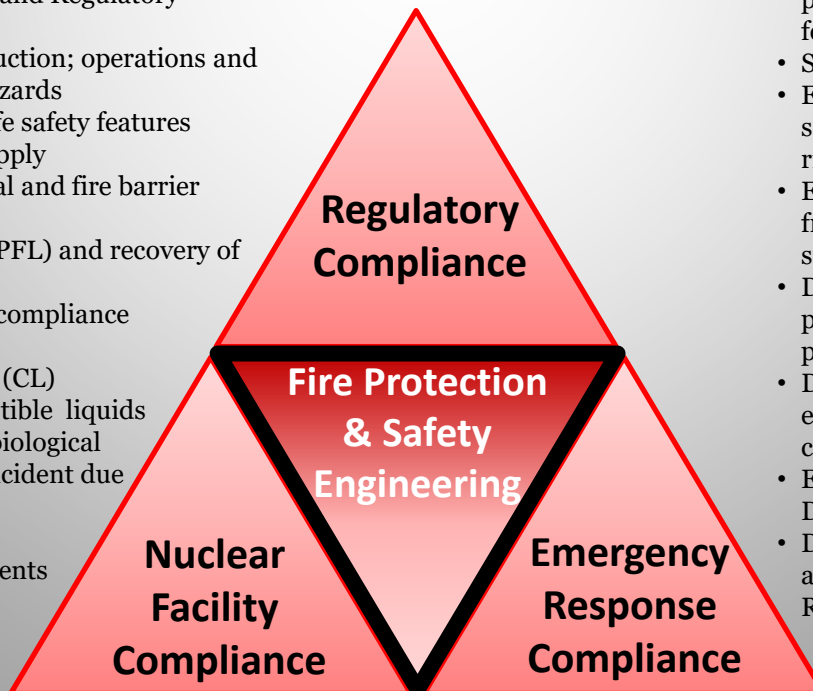 and Regulatory
uction; operations and
zards
fe safety features
pply
al and fire barrier
PFL) and recovery of
compliance
(CL)
tible liquids
biological
cident due
ents
Regulatory
Compliance
Fire Protection
& Safety
Engineering
Nuclear
Facility
Compliance
Emergency
Response
Compliance
p
fo
• S
• E
s
r
• E
fr
s
• D
p
p
• D
e
c
• E
D
• D
a
R